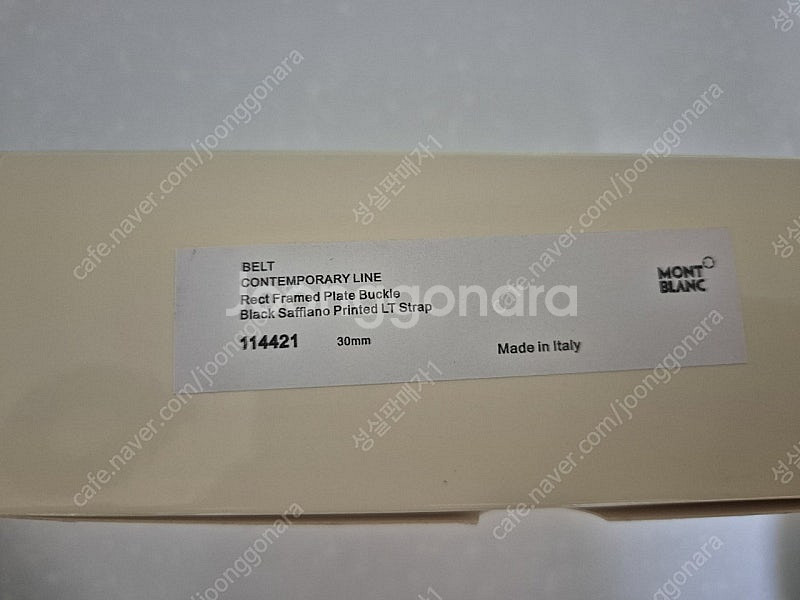 BELT
CONTEMPORARY LINE
Rect Framed Plate Buckle
Black Saffiano Printed LT Strap
114421 30mm
Made in Italy
MONT
BLANC
Joonggonara
cafe.naver.com/joonggonara
성실판매자1